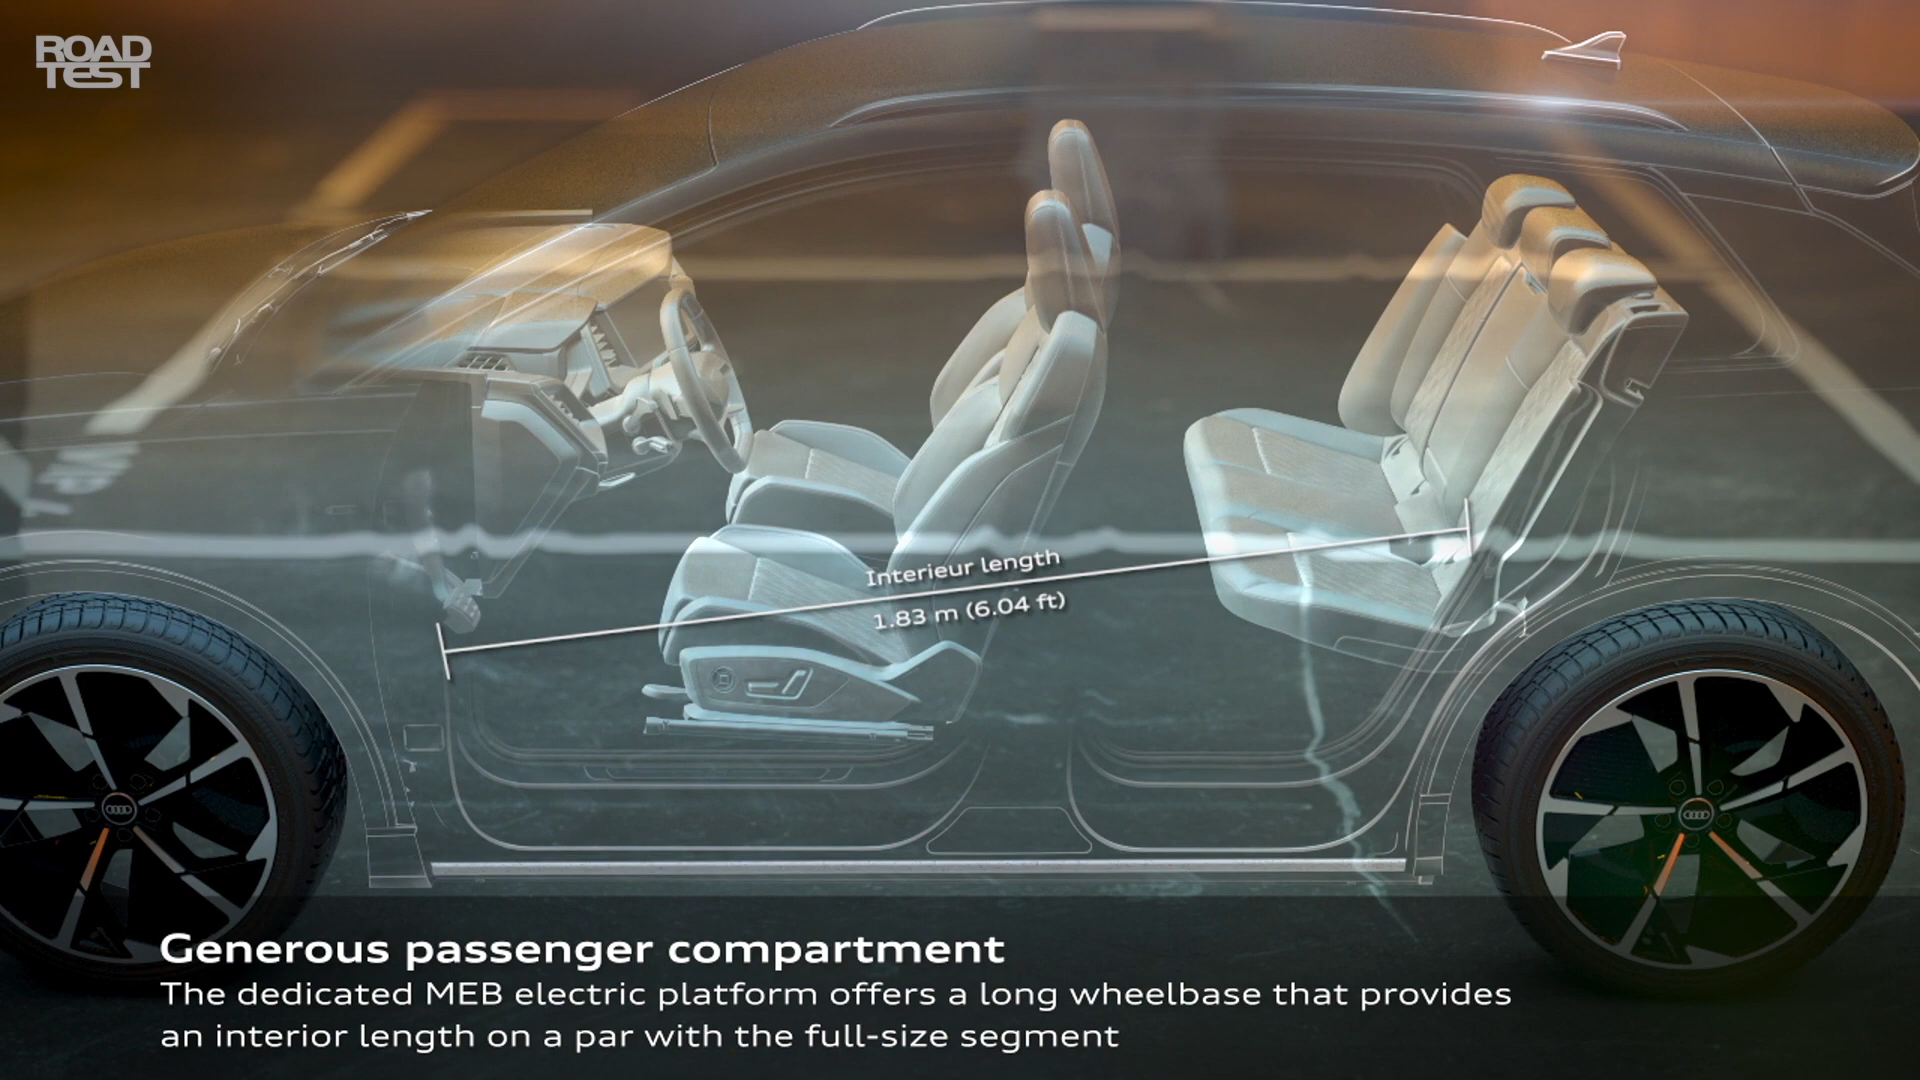 ROAD
TEST
Interieur length
1.83 m (6.04 ft)
Generous passenger compartment
The dedicated MEB electric platform offers a long wheelbase that provides
an interior length on a par with the full-size segment